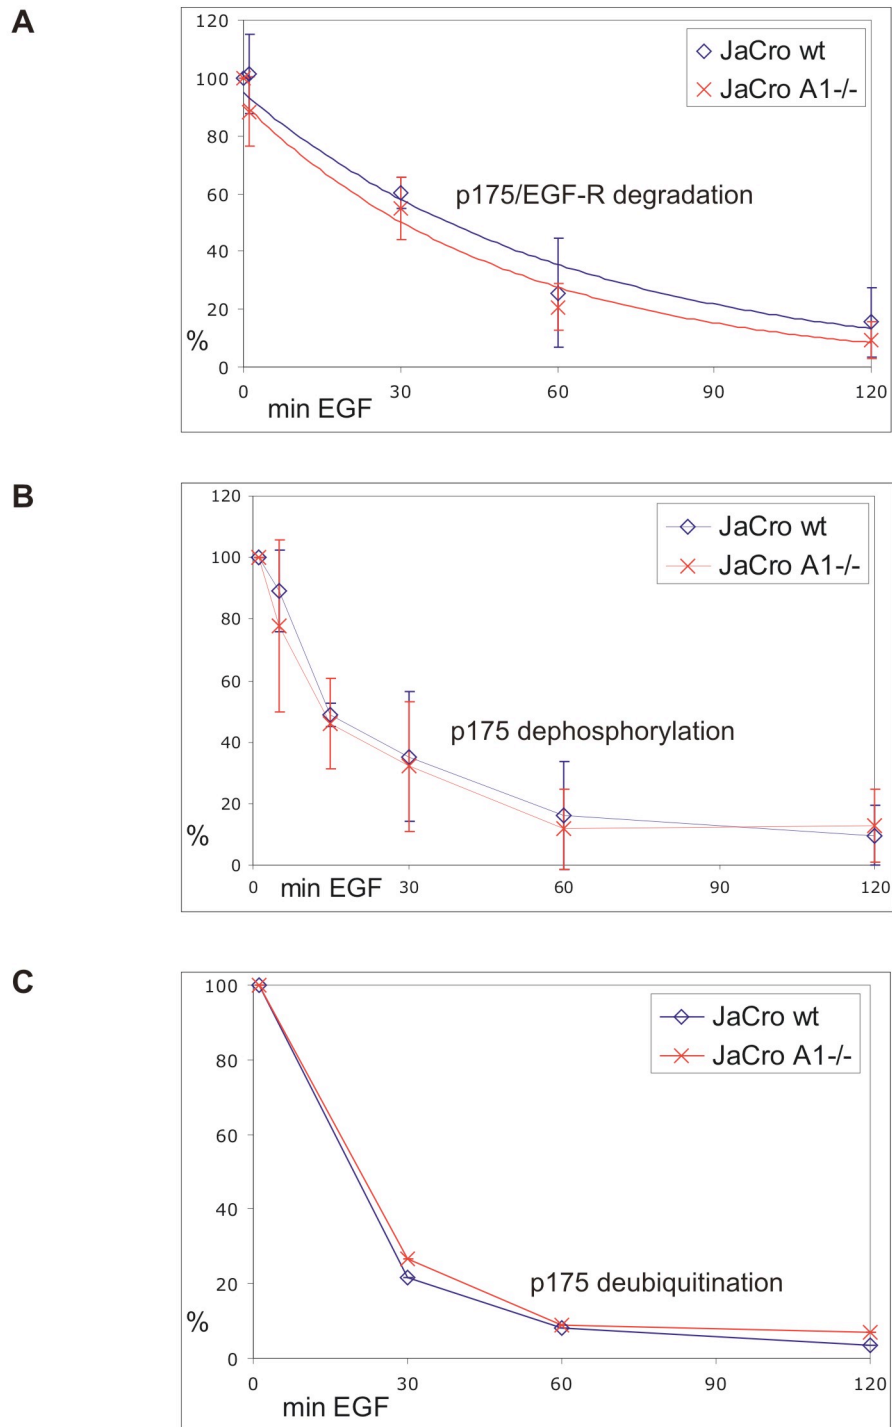 A
120
100
80
60
40
20
0
%
JaCro wt
JaCro A1-/-
p175/EGF-R degradation
0 30 60 90 120
min EGF
B
120
100
80
60
40
20
0
%
JaCro wt
JaCro A1-/-
p175 dephosphorylation
0 30 60 90 120
min EGF
C
100
80
60
40
20
0
%
JaCro wt
JaCro A1-/-
p175 deubiquitination
0 30 60 90 120
min EGF